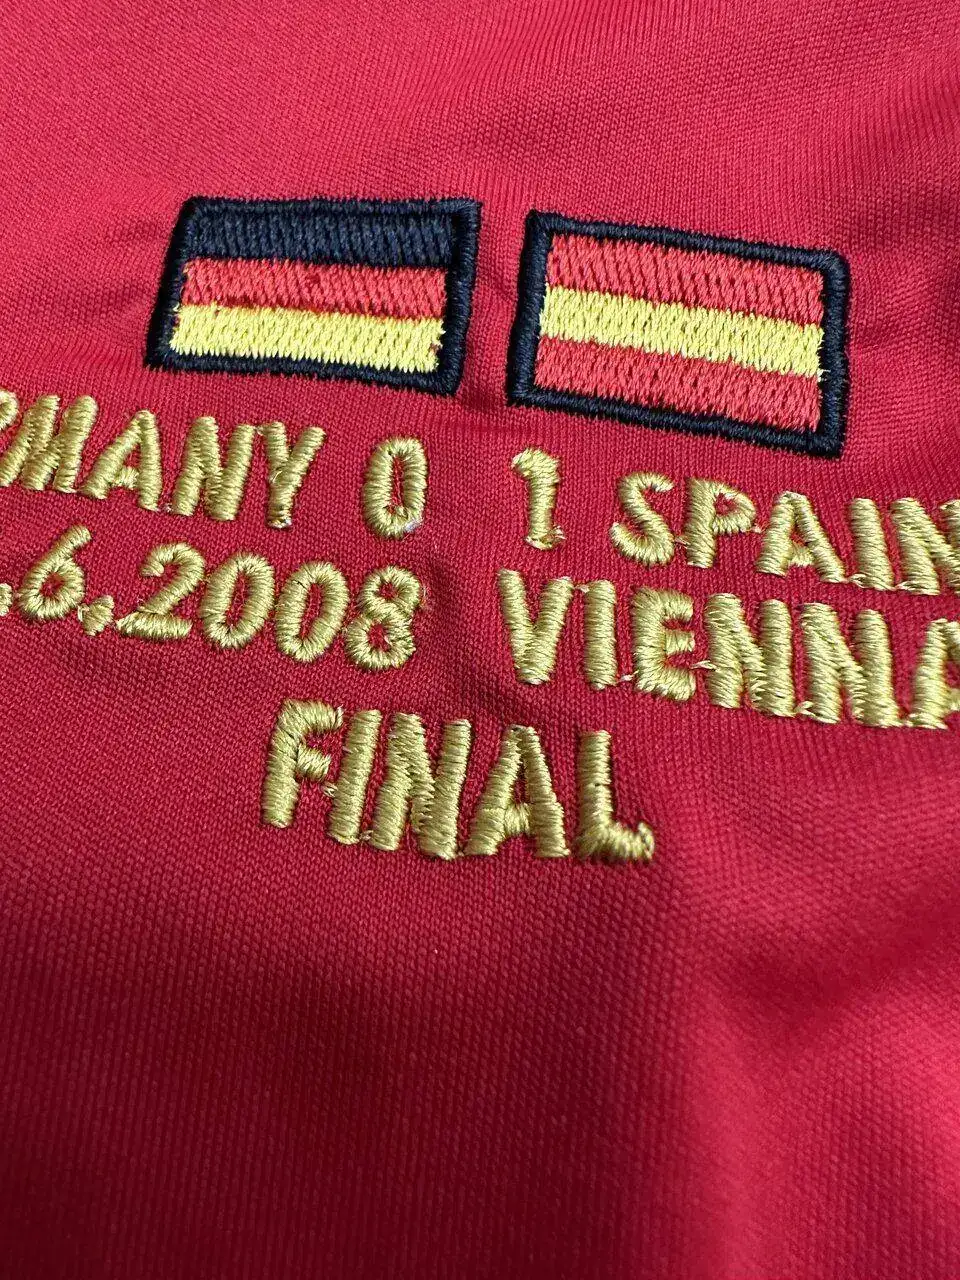 RMANY 0 1 SPAIN
.6.2008 VIENNA
FINAL